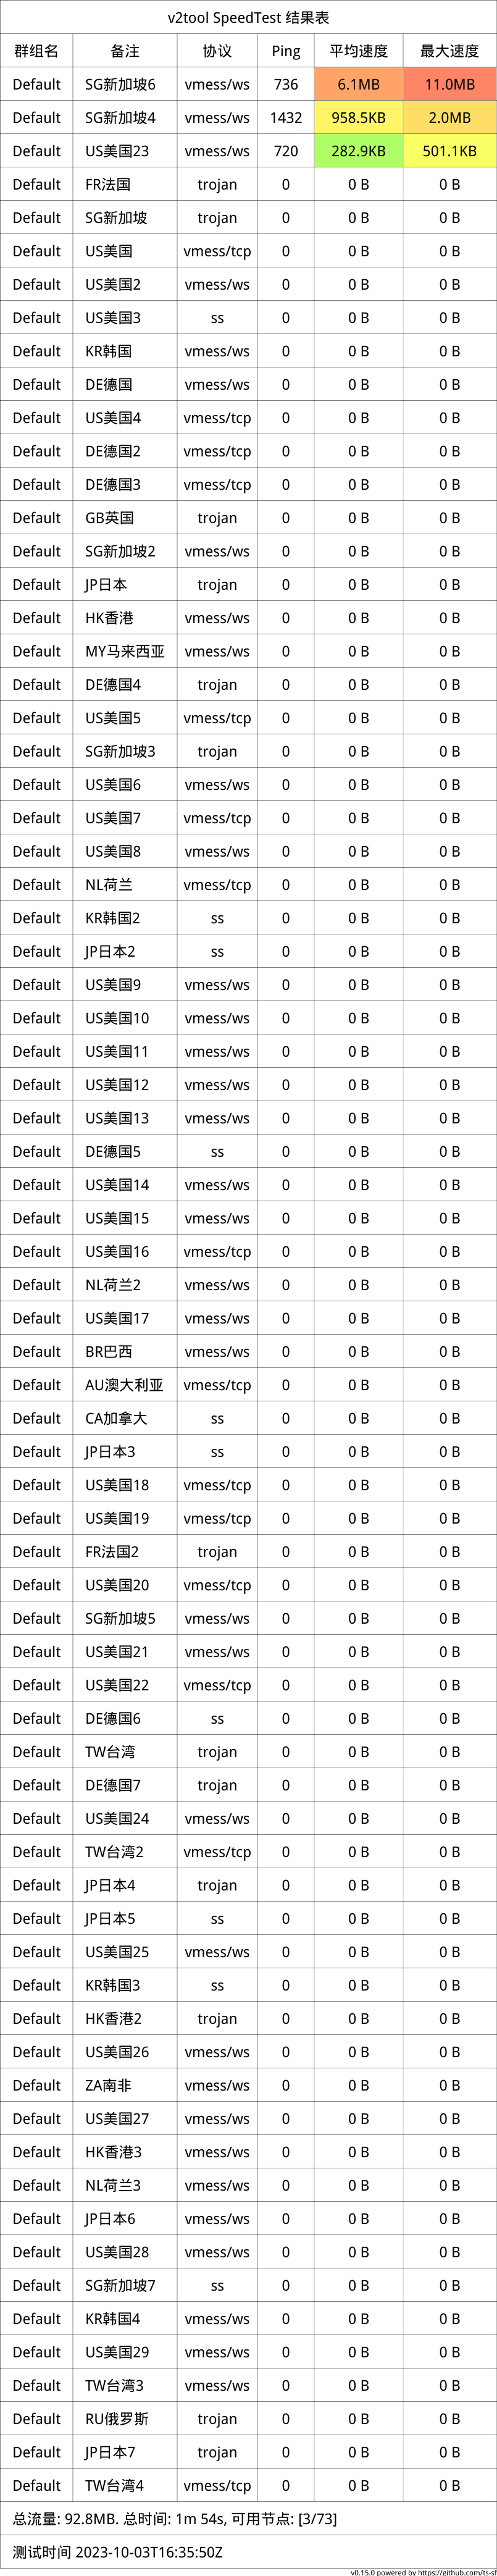 v2tool SpeedTest 结果表
群组名 备注 协议 Ping 平均速度 最大速度
Default SG新加坡6 vmess/ws 736 6.1MB 11.0MB
Default SG新加坡4 vmess/ws 1432 958.5KB 2.0MB
Default US美国23 vmess/ws 720 282.9KB 501.1KB
Default FR法国 trojan 0 0 B 0 B
Default SG新加坡 trojan 0 0 B 0 B
Default US美国 vmess/tcp 0 0 B 0 B
Default US美国2 vmess/ws 0 0 B 0 B
Default US美国3 ss 0 0 B 0 B
Default KR韩国 vmess/ws 0 0 B 0 B
Default DE德国 vmess/ws 0 0 B 0 B
Default US美国4 vmess/tcp 0 0 B 0 B
Default DE德国2 vmess/tcp 0 0 B 0 B
Default DE德国3 vmess/tcp 0 0 B 0 B
Default GB英国 trojan 0 0 B 0 B
Default SG新加坡2 vmess/ws 0 0 B 0 B
Default JP日本 trojan 0 0 B 0 B
Default HK香港 vmess/ws 0 0 B 0 B
Default MY马来西亚 vmess/ws 0 0 B 0 B
Default DE德国4 trojan 0 0 B 0 B
Default US美国5 vmess/tcp 0 0 B 0 B
Default SG新加坡3 trojan 0 0 B 0 B
Default US美国6 vmess/ws 0 0 B 0 B
Default US美国7 vmess/tcp 0 0 B 0 B
Default US美国8 vmess/ws 0 0 B 0 B
Default NL荷兰 vmess/tcp 0 0 B 0 B
Default KR韩国2 ss 0 0 B 0 B
Default JP日本2 ss 0 0 B 0 B
Default US美国9 vmess/ws 0 0 B 0 B
Default US美国10 vmess/ws 0 0 B 0 B
Default US美国11 vmess/ws 0 0 B 0 B
Default US美国12 vmess/ws 0 0 B 0 B
Default US美国13 vmess/ws 0 0 B 0 B
Default DE德国5 ss 0 0 B 0 B
Default US美国14 vmess/ws 0 0 B 0 B
Default US美国15 vmess/ws 0 0 B 0 B
Default US美国16 vmess/tcp 0 0 B 0 B
Default NL荷兰2 vmess/ws 0 0 B 0 B
Default US美国17 vmess/ws 0 0 B 0 B
Default BR巴西 vmess/ws 0 0 B 0 B
Default AU澳大利亚 vmess/tcp 0 0 B 0 B
Default CA加拿大 ss 0 0 B 0 B
Default JP日本3 ss 0 0 B 0 B
Default US美国18 vmess/tcp 0 0 B 0 B
Default US美国19 vmess/tcp 0 0 B 0 B
Default FR法国2 trojan 0 0 B 0 B
Default US美国20 vmess/tcp 0 0 B 0 B
Default SG新加坡5 vmess/ws 0 0 B 0 B
Default US美国21 vmess/ws 0 0 B 0 B
Default US美国22 vmess/tcp 0 0 B 0 B
Default DE德国6 ss 0 0 B 0 B
Default TW台湾 trojan 0 0 B 0 B
Default DE德国7 trojan 0 0 B 0 B
Default US美国24 vmess/ws 0 0 B 0 B
Default TW台湾2 vmess/tcp 0 0 B 0 B
Default JP日本4 trojan 0 0 B 0 B
Default JP日本5 ss 0 0 B 0 B
Default US美国25 vmess/ws 0 0 B 0 B
Default KR韩国3 ss 0 0 B 0 B
Default HK香港2 trojan 0 0 B 0 B
Default US美国26 vmess/ws 0 0 B 0 B
Default ZA南非 vmess/ws 0 0 B 0 B
Default US美国27 vmess/ws 0 0 B 0 B
Default HK香港3 vmess/ws 0 0 B 0 B
Default NL荷兰3 vmess/ws 0 0 B 0 B
Default JP日本6 vmess/ws 0 0 B 0 B
Default US美国28 vmess/ws 0 0 B 0 B
Default SG新加坡7 ss 0 0 B 0 B
Default KR韩国4 vmess/ws 0 0 B 0 B
Default US美国29 vmess/ws 0 0 B 0 B
Default TW台湾3 vmess/ws 0 0 B 0 B
Default RU俄罗斯 trojan 0 0 B 0 B
Default JP日本7 trojan 0 0 B 0 B
Default TW台湾4 vmess/tcp 0 0 B 0 B
总流量: 92.8MB. 总时间: 1m 54s, 可用节点: [3/73]
测试时间 2023-10-03T16:35:50Z
v0.15.0 powered by https://github.com/ts-sf